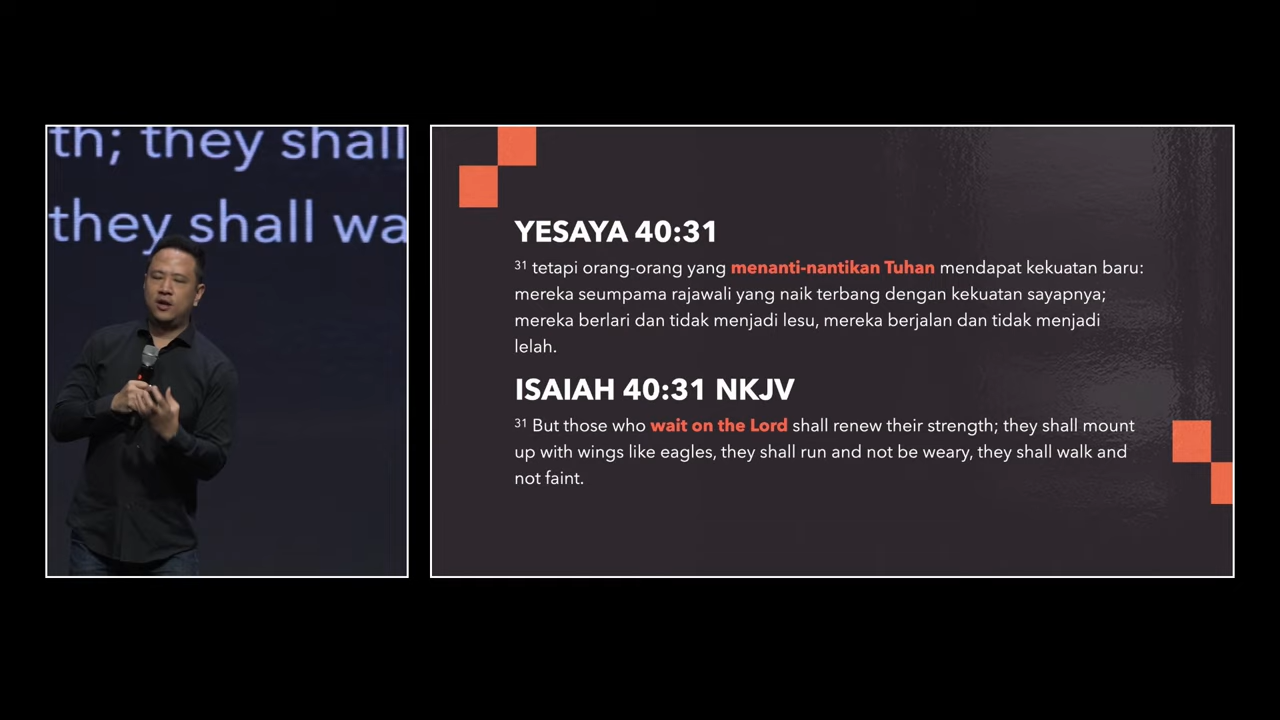 th; they shall
they shall wa
YESAYA 40:31
31 tetapi orang-orang yang menanti-nantikan Tuhan mendapat kekuatan baru:
mereka seumpama rajawali yang naik terbang dengan kekuatan sayapnya;
mereka berlari dan tidak menjadi lesu, mereka berjalan dan tidak menjadi
lelah.
ISAIAH 40:31 NKJV
31 But those who wait on the Lord shall renew their strength; they shall mount
up with wings like eagles, they shall run and not be weary, they shall walk and
not faint.